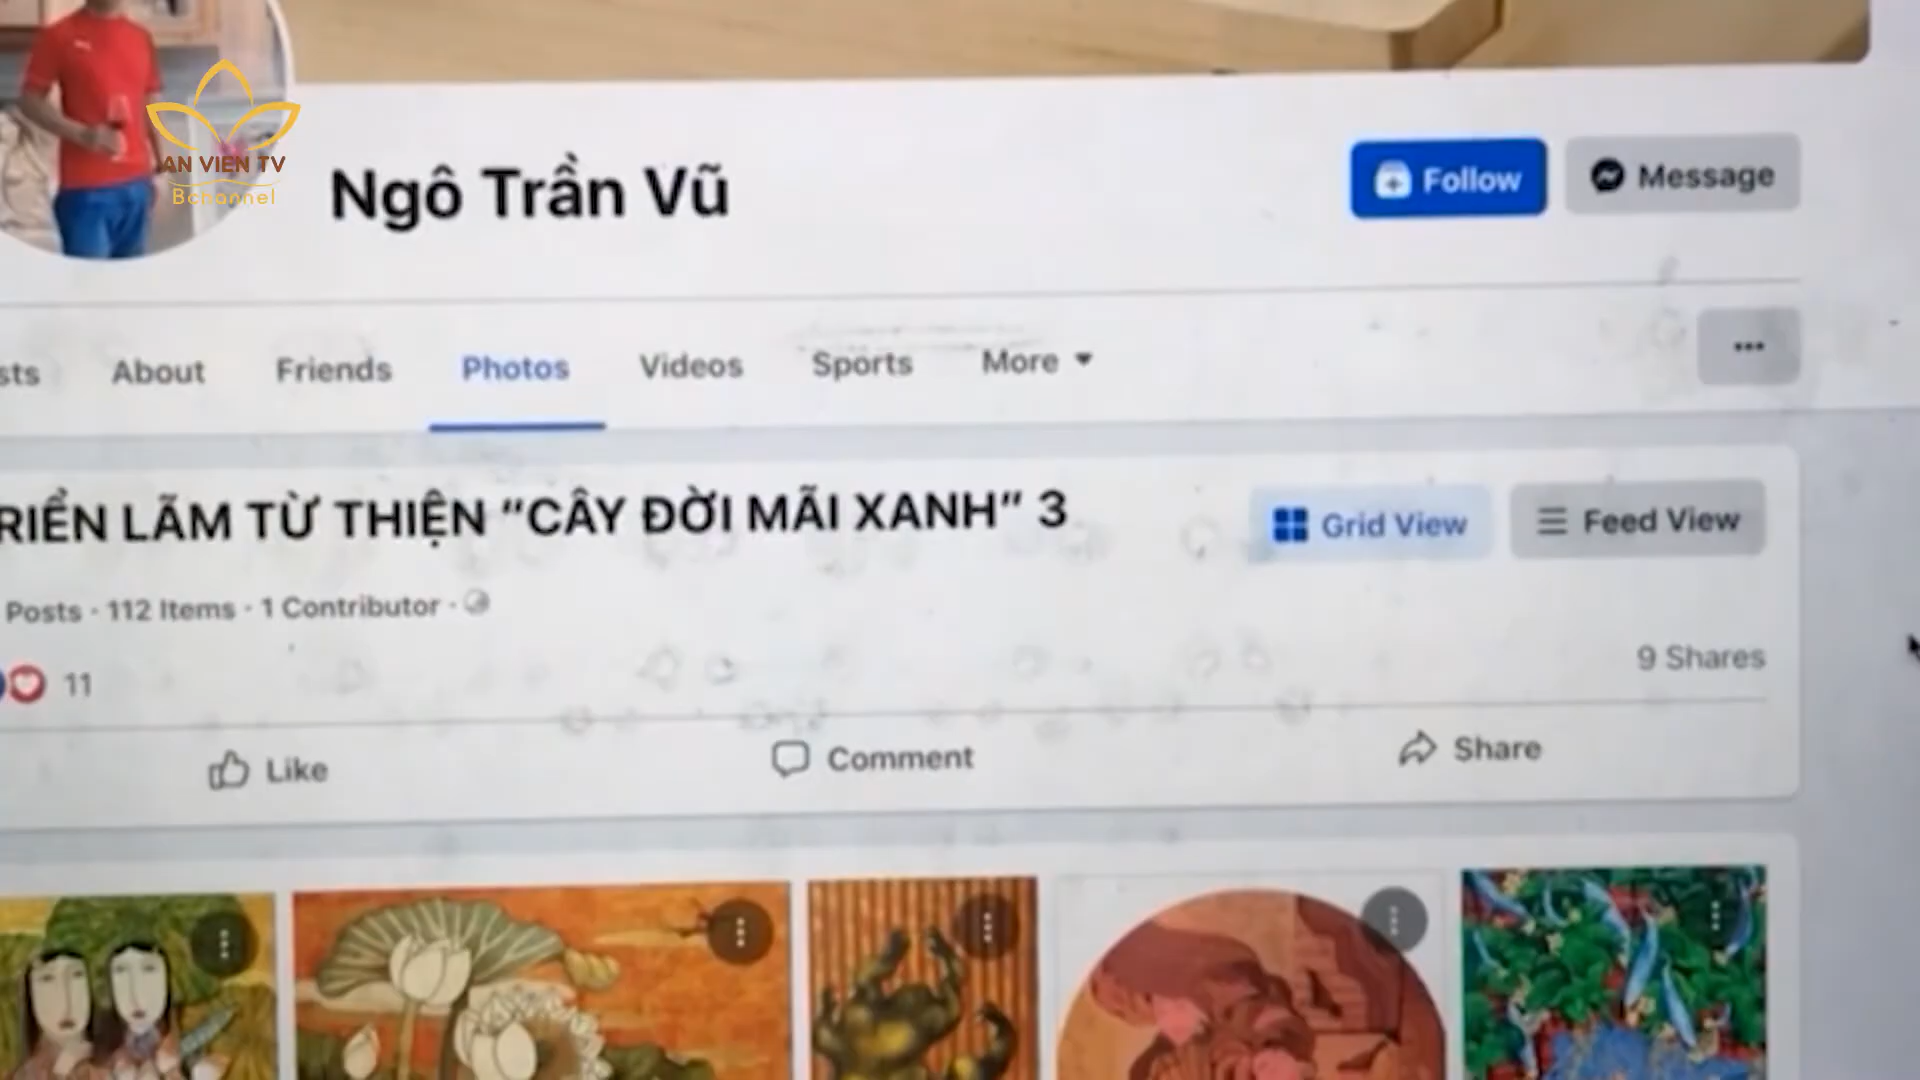 AN VIEN TV
Bchannel
Ngô Trần Vũ
Follow
Message
sts
About
Friends
Photos
Videos
Sports
More
RIỂN LÃM TỪ THIỆN “CÂY ĐỜI MÃI XANH” 3
Grid View
Feed View
Posts · 112 Items · 1 Contributor ·
11
9 Shares
Like
Comment
Share